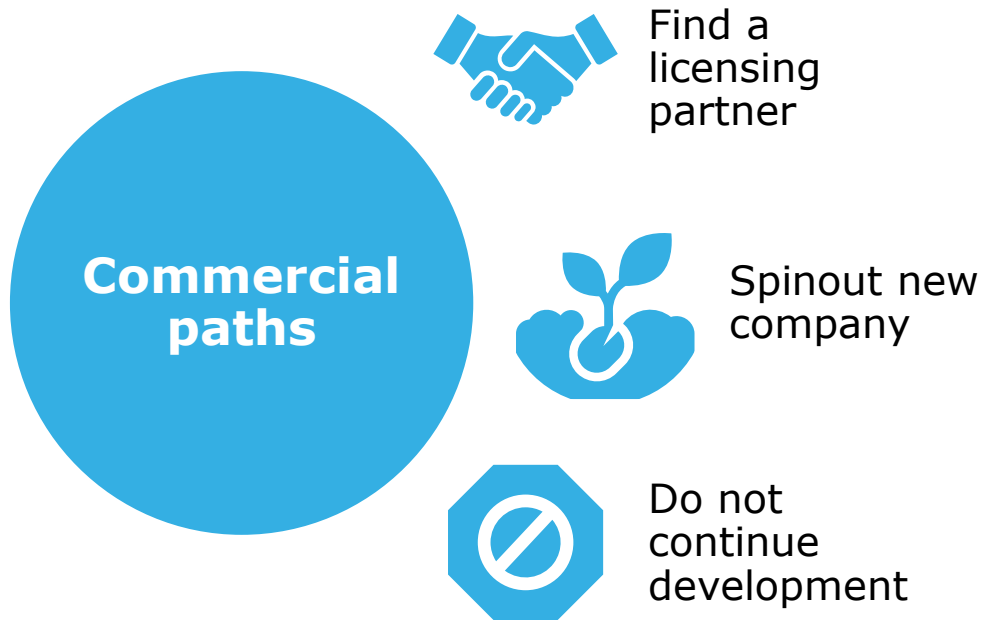 Commercial
paths
Find a
licensing
partner
Spinout new
company
Do not
continue
development